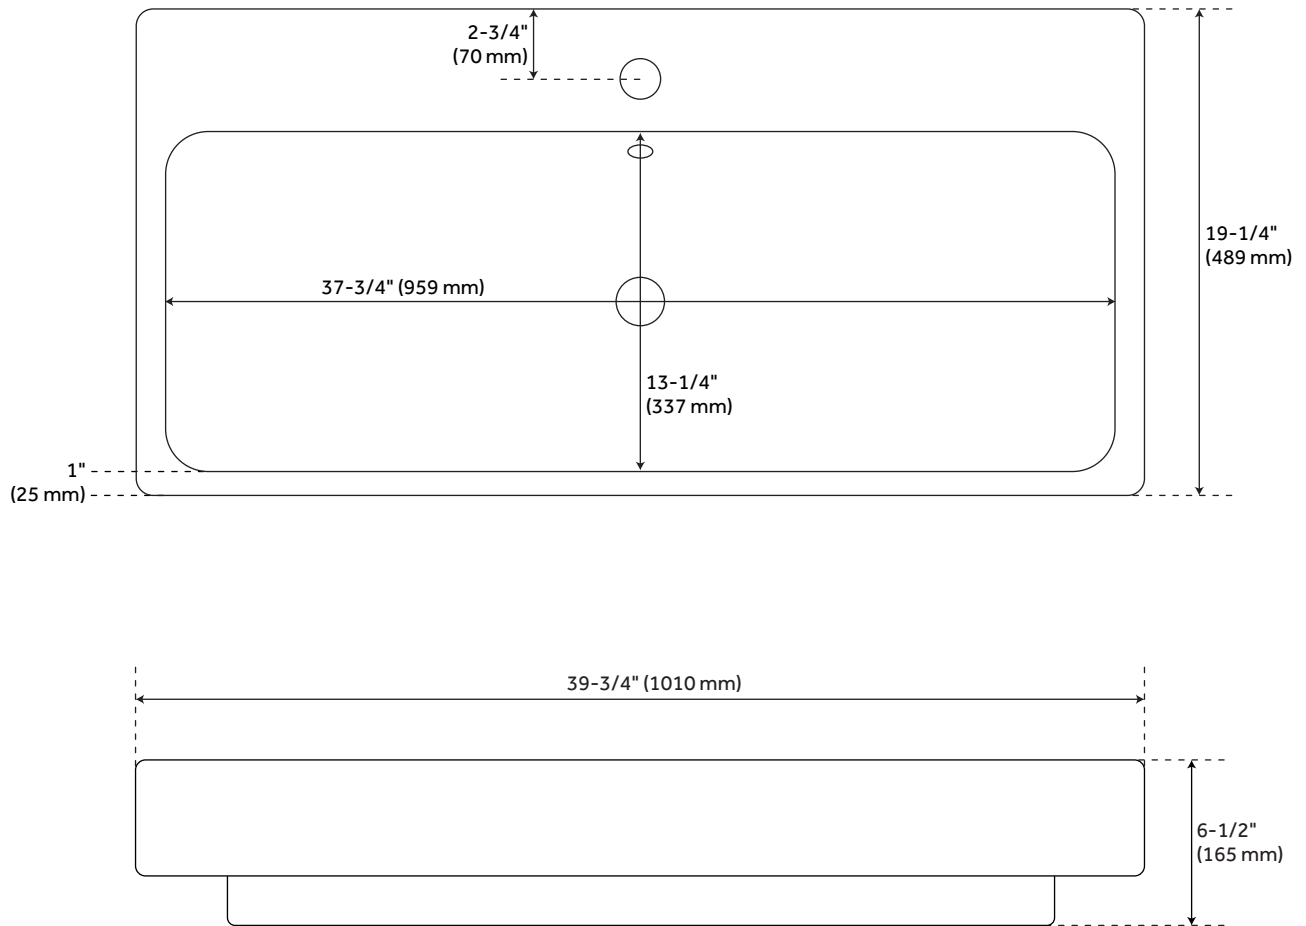 2-3/4"
(70 mm)
19-1/4"
(489 mm)
37-3/4" (959 mm)
13-1/4"
(337 mm)
1"
(25 mm)
39-3/4" (1010 mm)
6-1/2"
(165 mm)